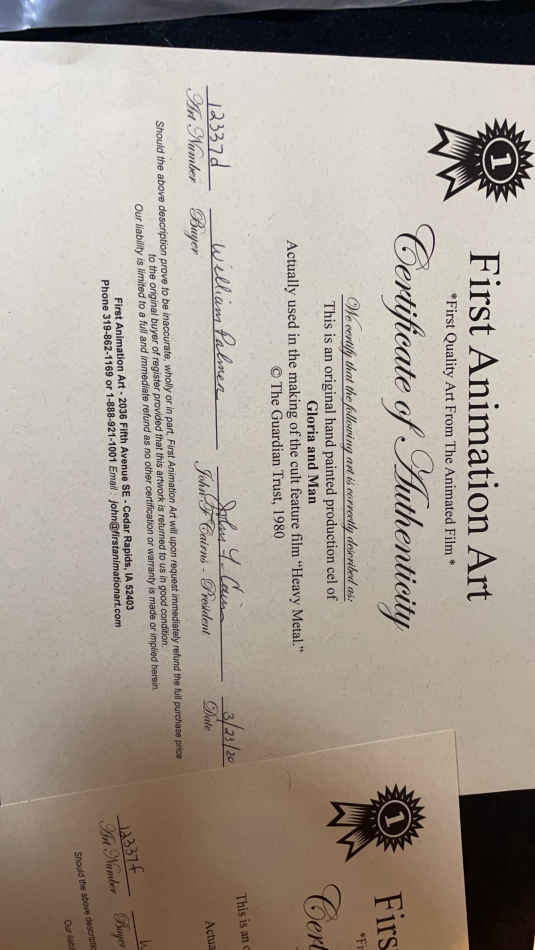 1
First Animation Art
*First Quality Art From The Animated Film *
Certificate of Authenticity
We certify that the following art is correctly described as:
This is an original hand painted production cel of
Gloria and Man
Actually used in the making of the cult feature film “Heavy Metal.”
© The Guardian Trust, 1980
12337d William Palmer John F. Cairns 3/23/20
Art Number Buyer John F Cairns - President Date
Should the above description prove to be inaccurate, wholly or in part, First Animation Art will upon request immediately refund the full purchase price
to the original buyer of register provided that this artwork is returned to us in good condition.
Our liability is limited to a full and immediate refund as no other certification or warranty is made or implied herein.
First Animation Art - 2036 Fifth Avenue SE - Cedar Rapids, IA 52403
Phone 319-862-1169 or 1-888-921-1001 Email : john@firstanimationart.com
1
Firs
*Fi
Cert
This is an o
Actua
12337f W
Art Number Buyer
Should the above descriptio
Our liabi